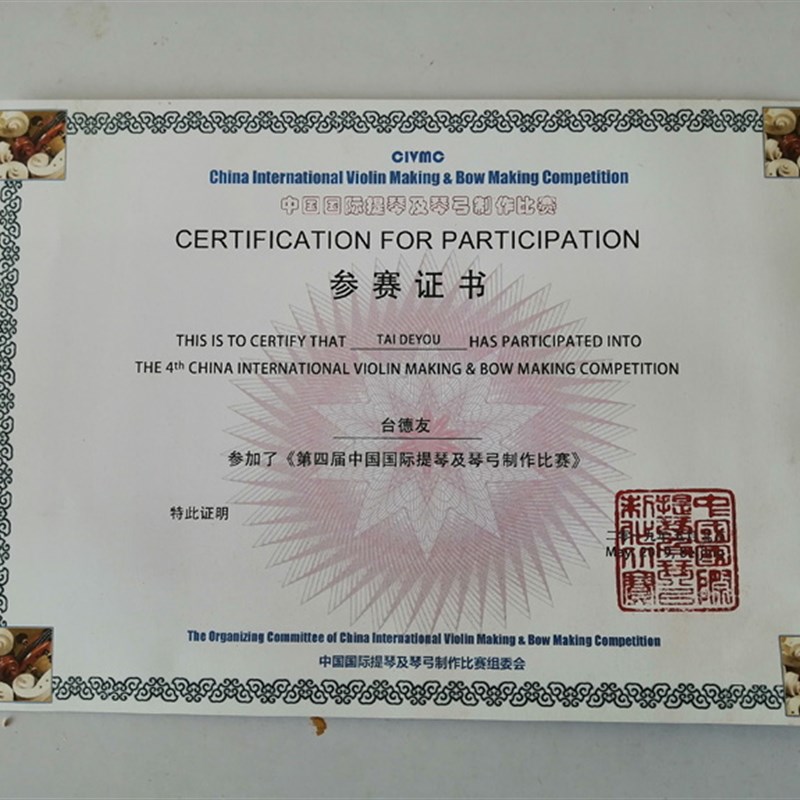 CIVMC
China International Violin Making & Bow Making Competition
中国国际提琴及琴弓制作比赛
CERTIFICATION FOR PARTICIPATION
参赛证书
THIS IS TO CERTIFY THAT TAI DEYOU HAS PARTICIPATED INTO
THE 4th CHINA INTERNATIONAL VIOLIN MAKING & BOW MAKING COMPETITION
台德友
参加了《第四届中国国际提琴及琴弓制作比赛》
特此证明
May
The Organizing Committee of China International Violin Making & Bow Making Competition
中国国际提琴及琴弓制作比赛组委会